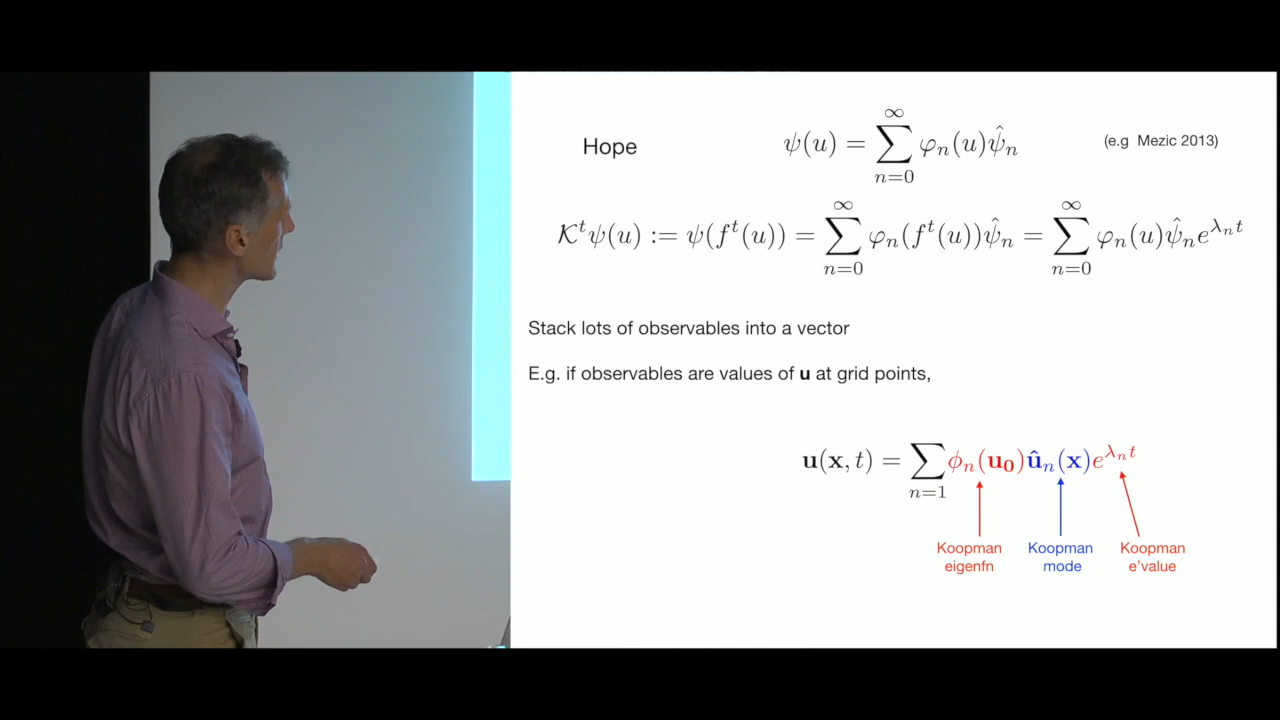 Hope ψ(u) = ∑_{n=0}^{∞} φ_n(u)ψ̂_n (e.g Mezic 2013)
𝒦^t ψ(u) := ψ(f^t(u)) = ∑_{n=0}^{∞} φ_n(f^t(u))ψ̂_n = ∑_{n=0}^{∞} φ_n(u)ψ̂_n e^{λ_n t}
Stack lots of observables into a vector
E.g. if observables are values of u at grid points,
u(x, t) = ∑_{n=1} ϕ_n(u_0)û_n(x)e^{λ_n t}
Koopman eigenfn
Koopman mode
Koopman e'value